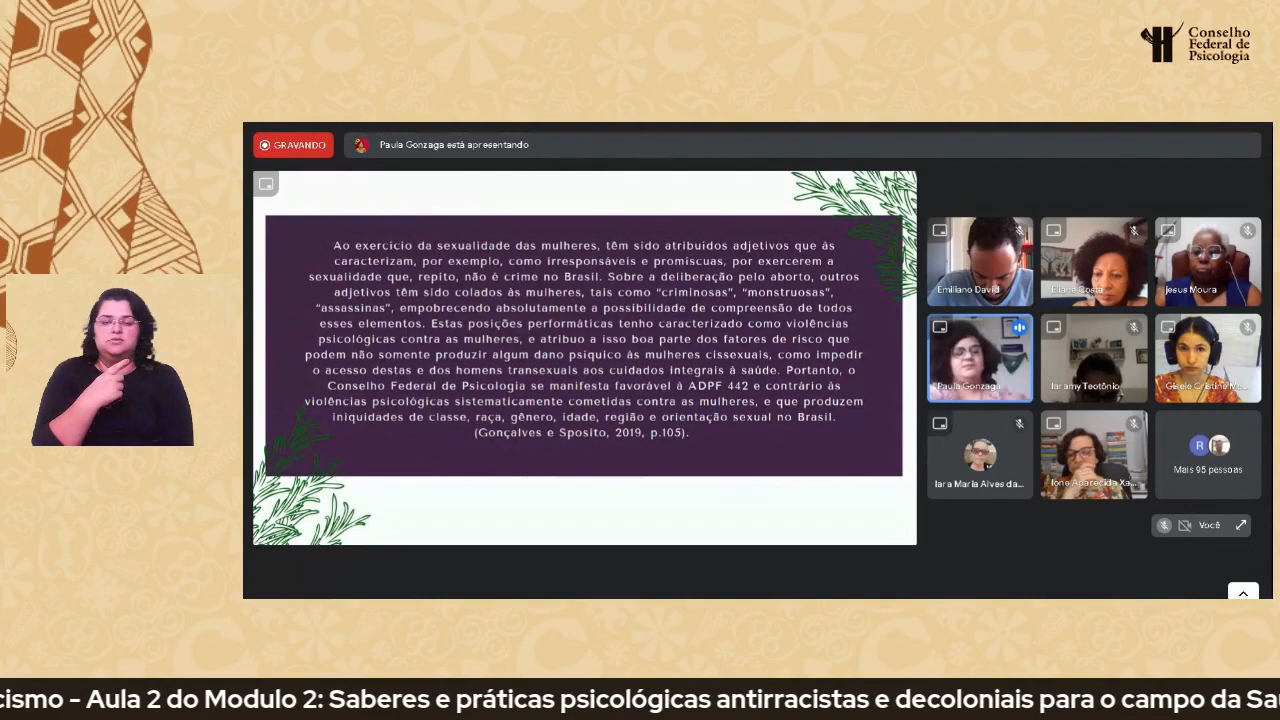 Conselho
Federal de
Psicologia
GRAVANDO
Paula Gonzaga está apresentando
Ao exercício da sexualidade das mulheres, têm sido atribuídos adjetivos que às
caracterizam, por exemplo, como irresponsáveis e promíscuas, por exercerem a
sexualidade que, repito, não é crime no Brasil. Sobre a deliberação pelo aborto, outros
adjetivos têm sido colados às mulheres, tais como “criminosas”, “monstruosas”,
“assassinas”, empobrecendo absolutamente a possibilidade de compreensão de todos
esses elementos. Estas posições performáticas tenho caracterizado como violências
psicológicas contra as mulheres, e atribuo a isso boa parte dos fatores de risco que
podem não somente produzir algum dano psíquico às mulheres cissexuais, como impedir
o acesso destas e dos homens transexuais aos cuidados integrais à saúde. Portanto, o
Conselho Federal de Psicologia se manifesta favorável à ADPF 442 e contrário às
violências psicológicas sistematicamente cometidas contra as mulheres, e que produzem
iniquidades de classe, raça, gênero, idade, região e orientação sexual no Brasil.
(Gonçalves e Sposito, 2019, p.105).
Emiliano David
Eliane Costa
Jesus Moura
Paula Gonzaga
Iaramy Teotônio
Gisele Cristine M...
Iara Maria Alves da...
Ione Aparecida Xa...
R
Mais 95 pessoas
Você
cismo - Aula 2 do Modulo 2: Saberes e práticas psicológicas antirracistas e decoloniais para o campo da Sa